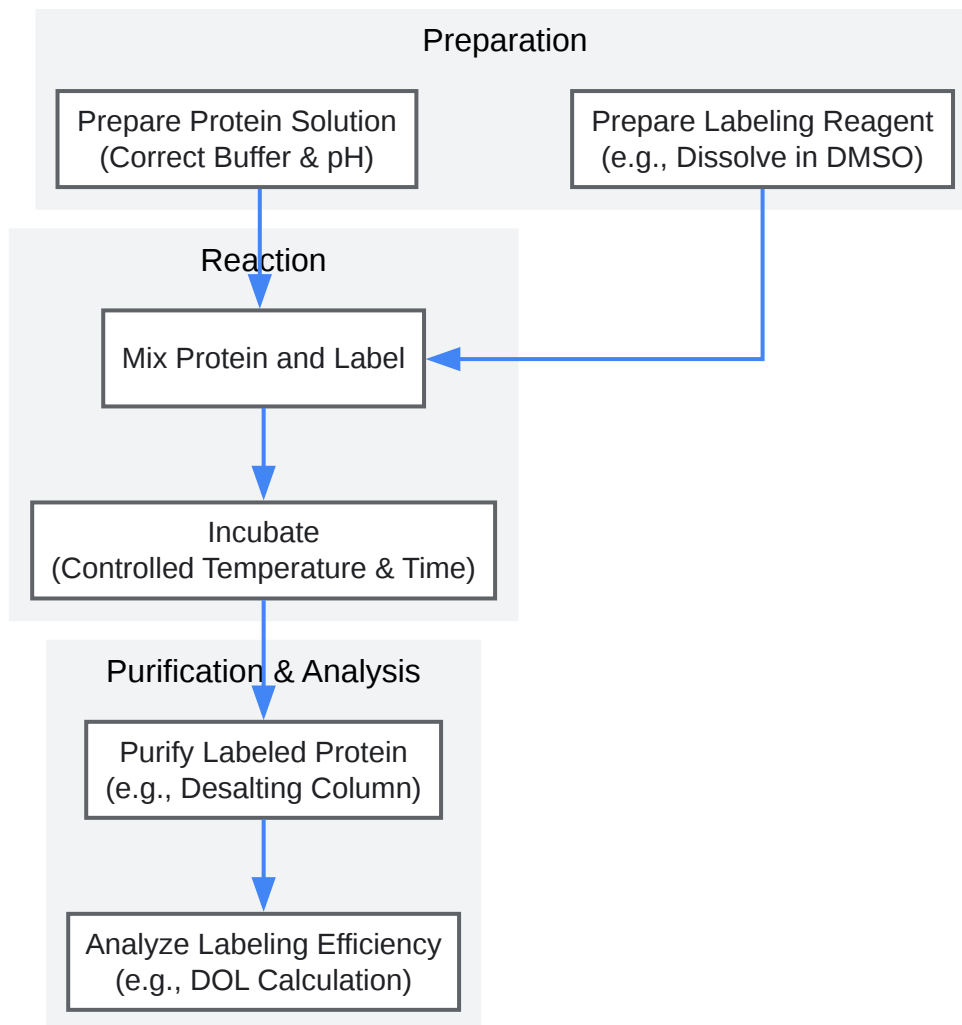 Preparation
Prepare Protein Solution
(Correct Buffer & pH)
Prepare Labeling Reagent
(e.g., Dissolve in DMSO)
Reaction
Mix Protein and Label
Incubate
(Controlled Temperature & Time)
Purification & Analysis
Purify Labeled Protein
(e.g., Desalting Column)
Analyze Labeling Efficiency
(e.g., DOL Calculation)